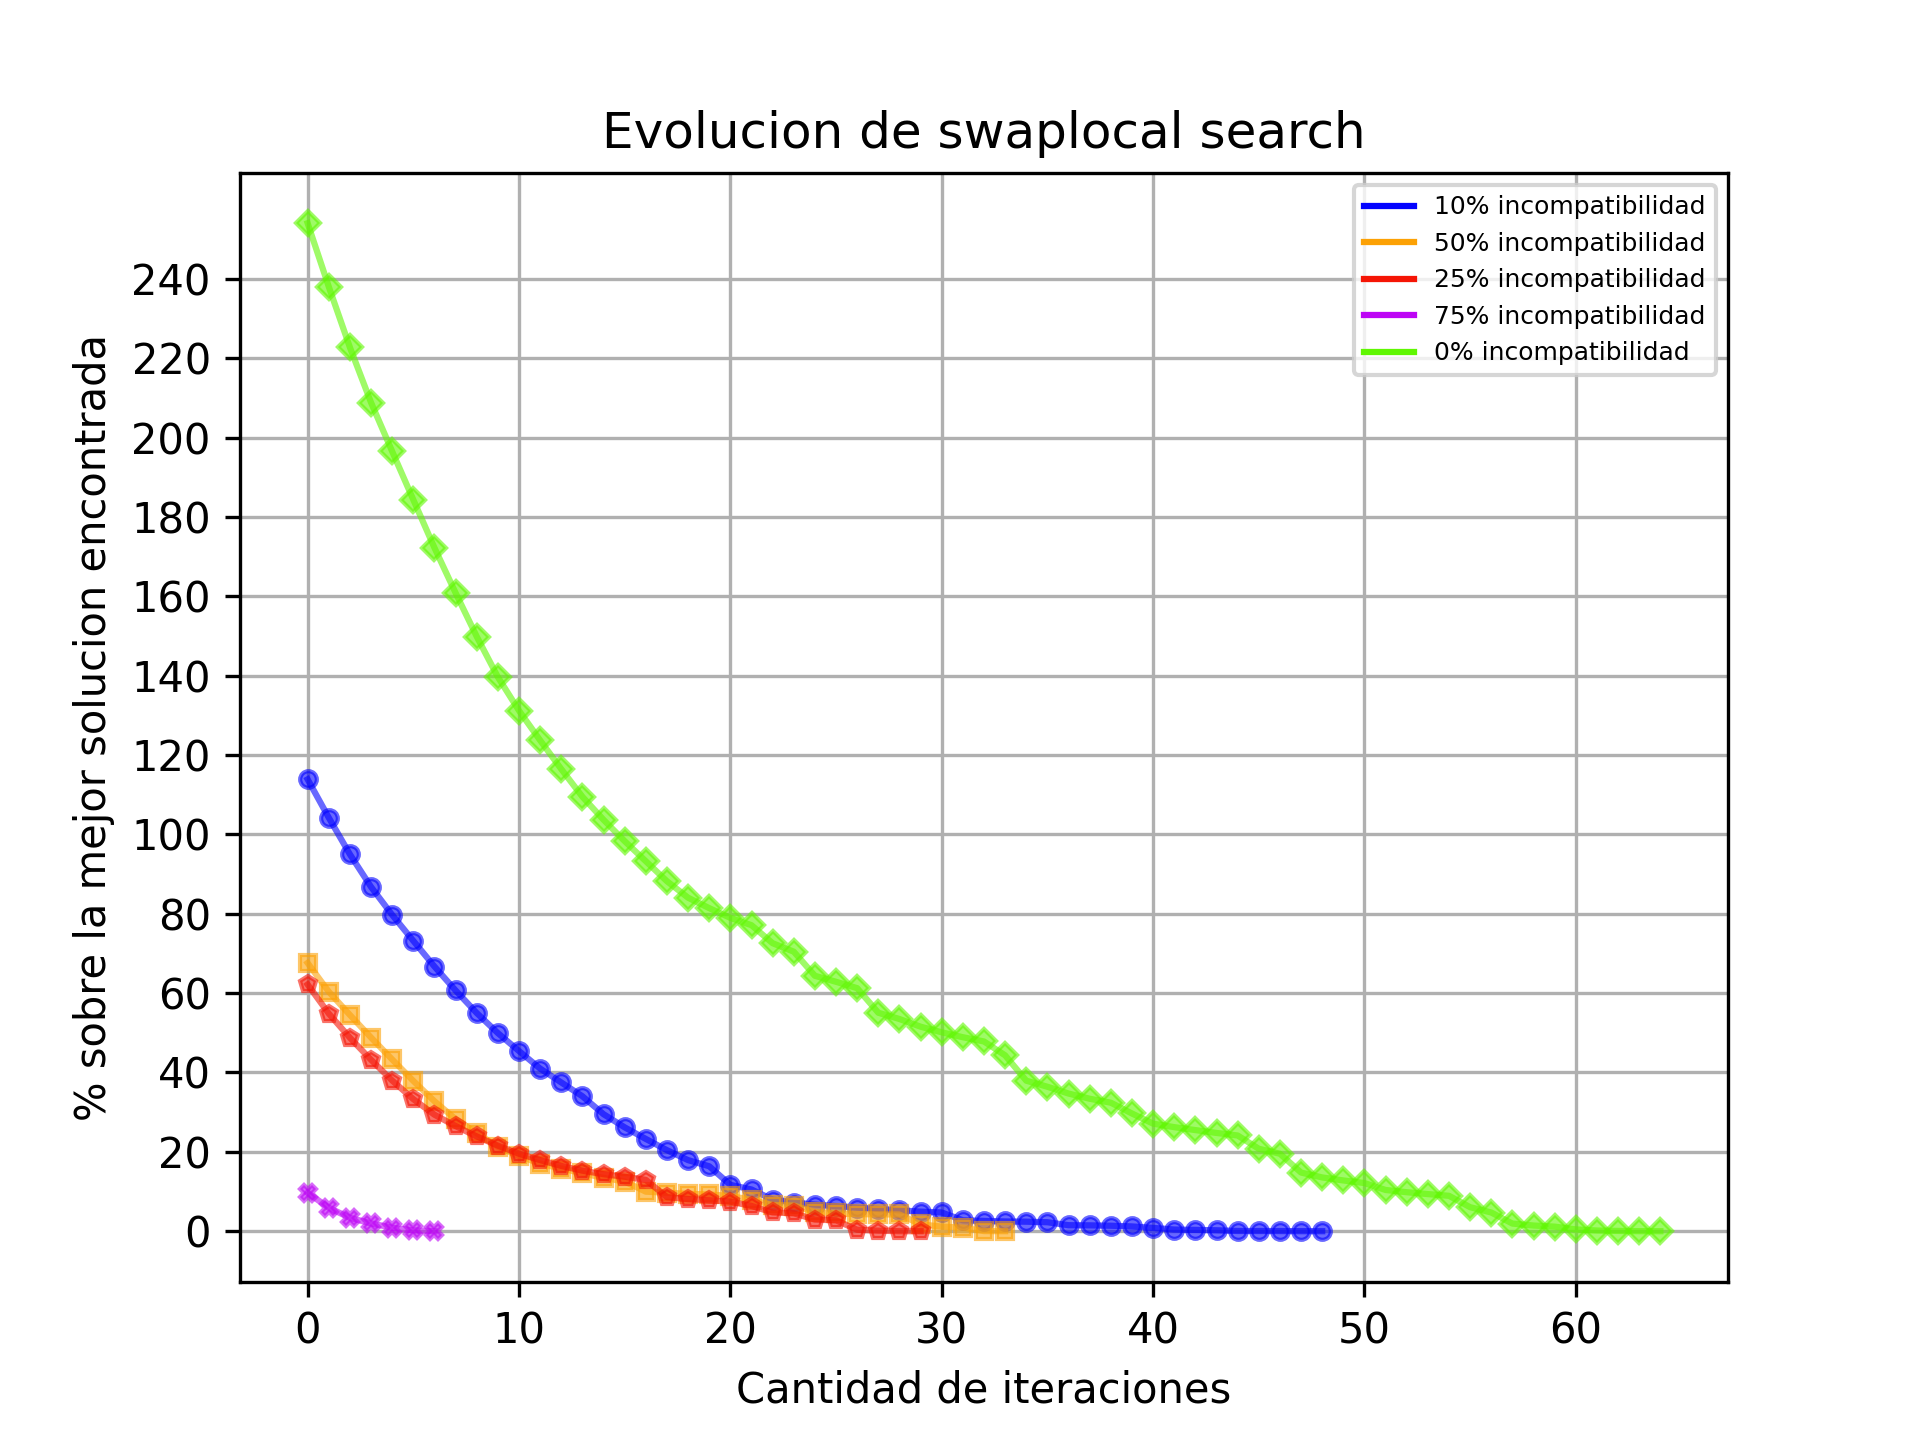 Evolucion de swaplocal search
10% incompatibilidad
50% incompatibilidad
25% incompatibilidad
75% incompatibilidad
0% incompatibilidad
% sobre la mejor solucion encontrada
240
220
200
180
160
140
120
100
80
60
40
20
0
0 10 20 30 40 50 60
Cantidad de iteraciones